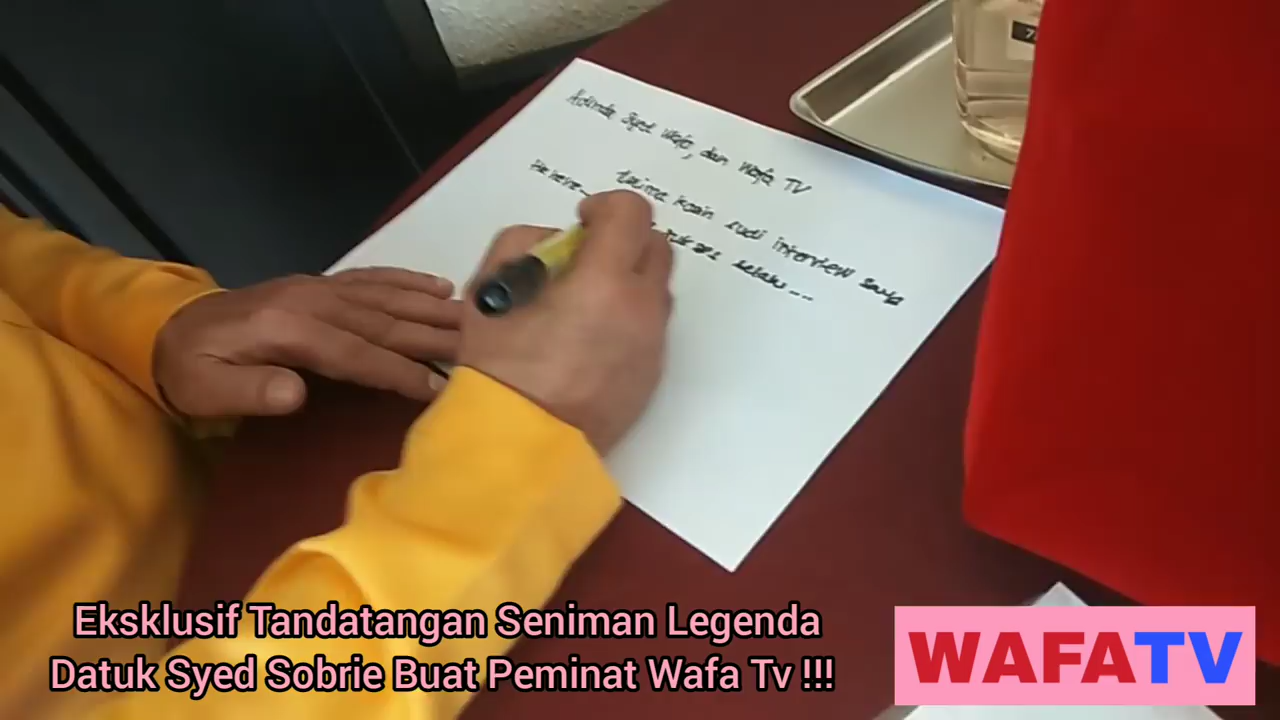 Adinda Syed Wafa, dan Wafa TV
terima kasih sudi interview saya
selalu...
Eksklusif Tandatangan Seniman Legenda
Datuk Syed Sobrie Buat Peminat Wafa Tv !!!
WAFATV